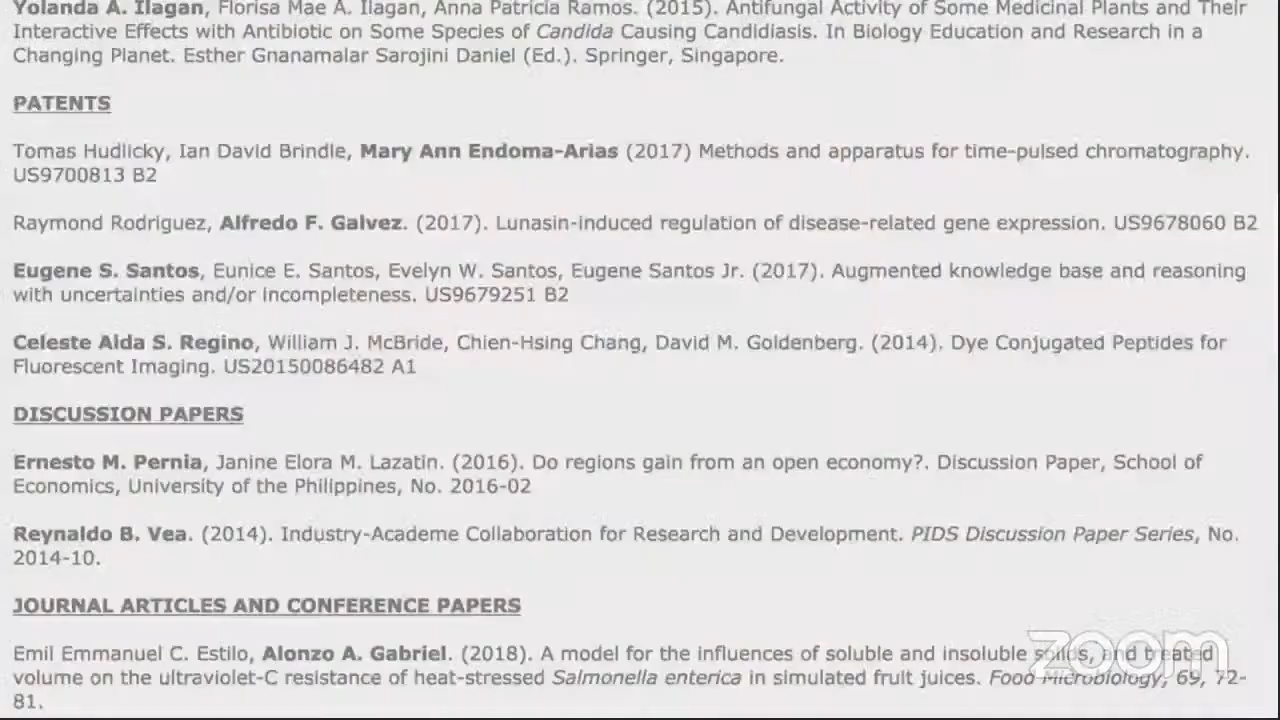 Yolanda A. Ilagan, Florisa Mae A. Ilagan, Anna Patricia Ramos. (2015). Antifungal Activity of Some Medicinal Plants and Their
Interactive Effects with Antibiotic on Some Species of Candida Causing Candidiasis. In Biology Education and Research in a
Changing Planet. Esther Gnanamalar Sarojini Daniel (Ed.). Springer, Singapore.
PATENTS
Tomas Hudlicky, Ian David Brindle, Mary Ann Endoma-Arias (2017) Methods and apparatus for time-pulsed chromatography.
US9700813 B2
Raymond Rodriguez, Alfredo F. Galvez. (2017). Lunasin-induced regulation of disease-related gene expression. US9678060 B2
Eugene S. Santos, Eunice E. Santos, Evelyn W. Santos, Eugene Santos Jr. (2017). Augmented knowledge base and reasoning
with uncertainties and/or incompleteness. US9679251 B2
Celeste Aida S. Regino, William J. McBride, Chien-Hsing Chang, David M. Goldenberg. (2014). Dye Conjugated Peptides for
Fluorescent Imaging. US20150086482 A1
DISCUSSION PAPERS
Ernesto M. Pernia, Janine Elora M. Lazatin. (2016). Do regions gain from an open economy?. Discussion Paper, School of
Economics, University of the Philippines, No. 2016-02
Reynaldo B. Vea. (2014). Industry-Academe Collaboration for Research and Development. PIDS Discussion Paper Series, No.
2014-10.
JOURNAL ARTICLES AND CONFERENCE PAPERS
Emil Emmanuel C. Estilo, Alonzo A. Gabriel. (2018). A model for the influences of soluble and insoluble solids, and treated
volume on the ultraviolet-C resistance of heat-stressed Salmonella enterica in simulated fruit juices. Food Microbiology, 69, 72-
81.
zoom